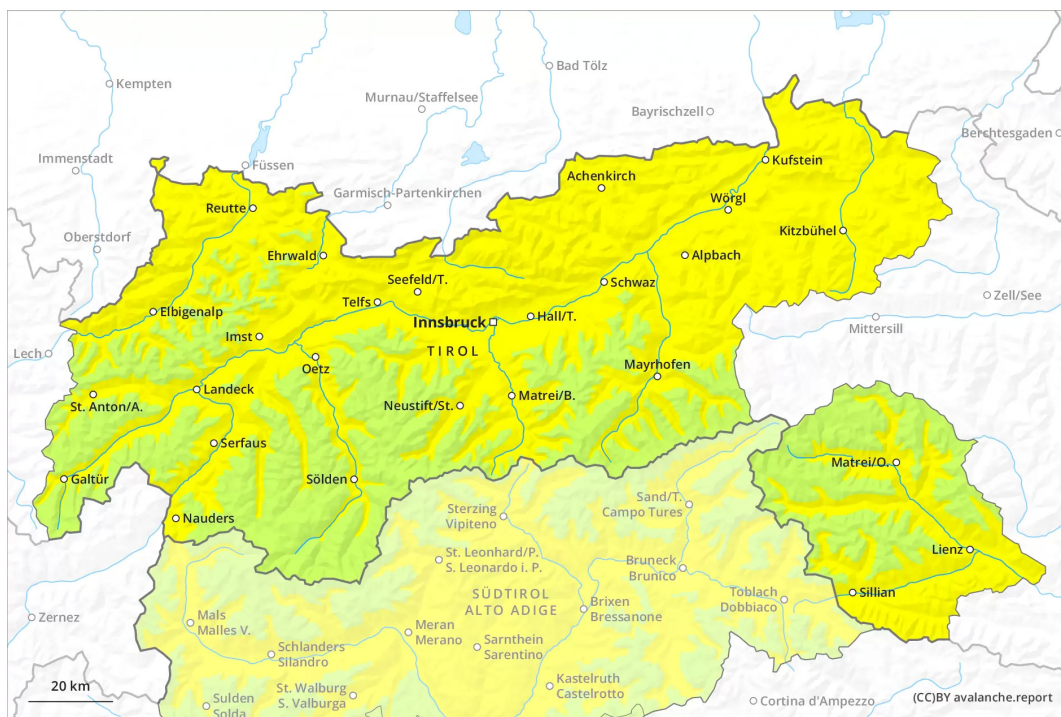 Kempten
Bad Tölz
Murnau/Staffelsee
Bayrischzell
Berchtesgaden
Immenstadt
Füssen
Kufstein
Garmisch-Partenkirchen
Achenkirch
Reutte
Wörgl
Oberstdorf
Kitzbühel
Ehrwald
Alpbach
Seefeld/T.
Schwaz
Zell/See
Telfs
Elbigenalp
Hall/T.
Innsbruck
Mittersill
Imst
TIROL
Lech
Oetz
Mayrhofen
Landeck
St. Anton/A.
Neustift/St.
Matrei/B.
Serfaus
Matrei/O.
Galtür
Sölden
Sand/T.
Campo Tures
Sterzing
Vipiteno
Nauders
Lienz
St. Leonhard/P.
S. Leonardo i. P.
Bruneck
Brunico
SÜDTIROL
ALTO ADIGE
Toblach
Dobbiaco
Sillian
Brixen
Bressanone
Zernez
Mals
Malles V.
Meran
Merano
Schlanders
Silandro
Sarnthein
Sarentino
20 km
St. Walburg
S. Valburga
Kastelruth
Castelrotto
Sulden
Solda
Cortina d'Ampezzo
(CC)BY avalanche.report